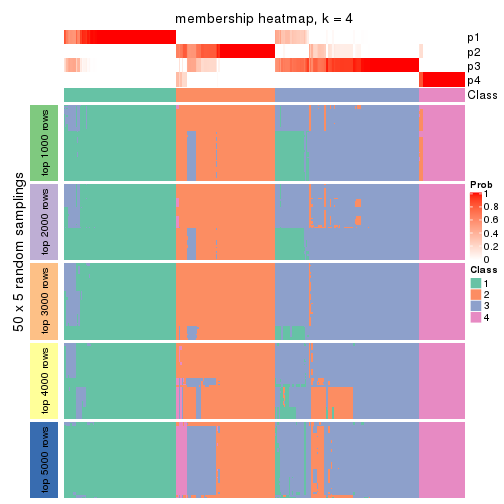 membership heatmap, k = 4
p1
p2
p3
p4
Class
50 x 5 random samplings
top 1000 rows
top 2000 rows
top 3000 rows
top 4000 rows
top 5000 rows
Prob
1
0.8
0.6
0.4
0.2
0
Class
1
2
3
4